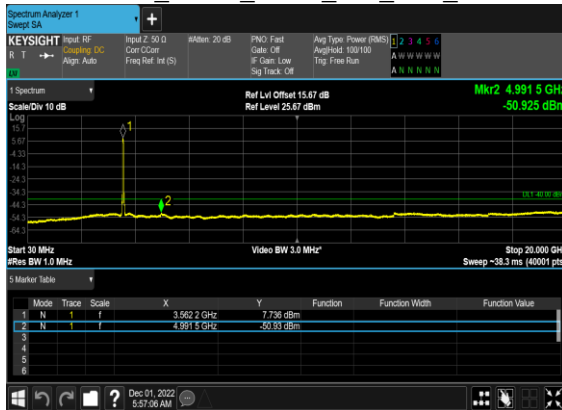 Spectrum Analyzer 1
Swept SA
+
KEYSIGHT Input: RF Input Z: 50 Ω #Atten: 20 dB PNO: Fast Avg Type: Power (RMS) 1 2 3 4 5 6
R T Coupling: DC Corr CCorr Gate: Off Avg|Hold: 100/100 A W W W W W
Align: Auto Freq Ref: Int (S) IF Gain: Low Trig: Free Run
Sig Track: Off A N N N N N
1 Spectrum
Ref Lvl Offset 15.67 dB Mkr2 4.991 5 GHz
Scale/Div 10 dB Ref Level 25.67 dBm -50.925 dBm
Log
15.7
1
5.67
-4.33
-14.3
-24.3
-34.3
2
-44.3
-54.3
-64.3
Start 30 MHz Video BW 3.0 MHz* Stop 20.000 GHz
#Res BW 1.0 MHz Sweep ~38.3 ms (40001 pts)
5 Marker Table
Mode Trace Scale X Y Function Function Width Function Value
1 N 1 f 3.562 2 GHz 7.736 dBm
2 N 1 f 4.991 5 GHz -50.93 dBm
3
4
5
6
? Dec 01, 2022
5:57:06 AM